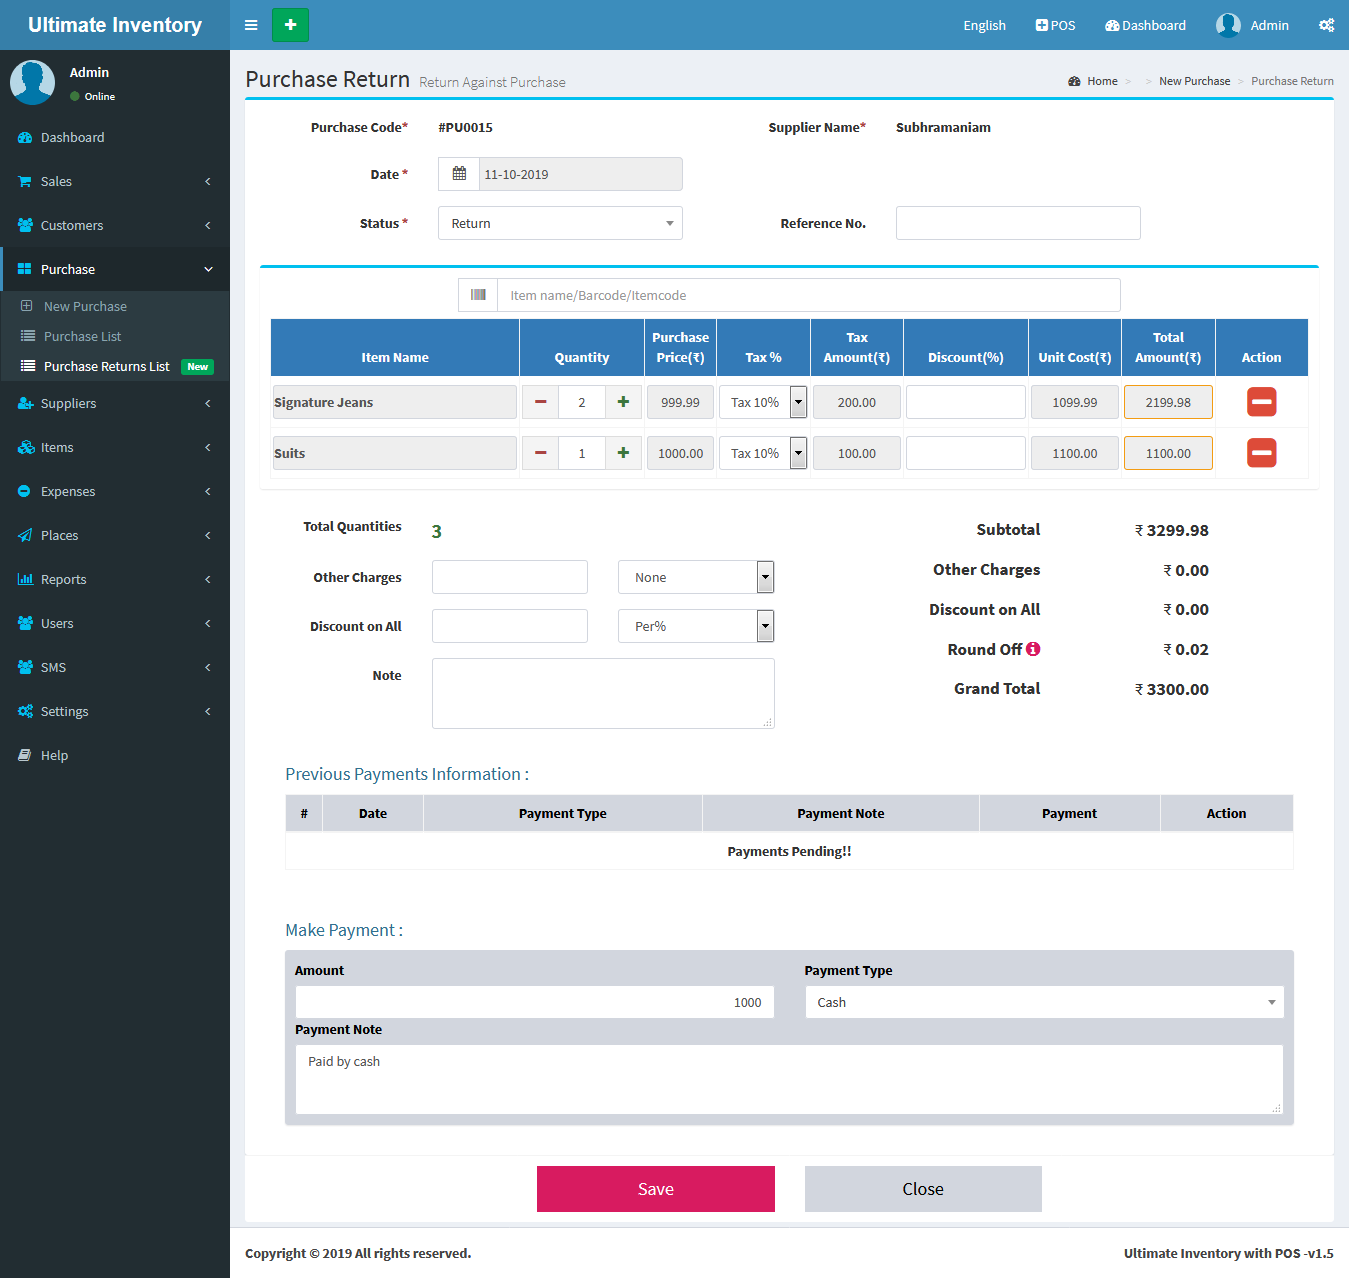 Ultimate Inventory
English
POS
Dashboard
Admin
Admin
Online
Dashboard
Sales
Customers
Purchase
New Purchase
Purchase List
Purchase Returns List New
Suppliers
Items
Expenses
Places
Reports
Users
SMS
Settings
Help
Purchase Return Return Against Purchase
Home > > New Purchase > Purchase Return
Purchase Code* #PU0015 Supplier Name* Subhramaniam
Date * 11-10-2019
Status * Return Reference No.
Item name/Barcode/Itemcode
Item Name Quantity Purchase Price(₹) Tax % Tax Amount(₹) Discount(%) Unit Cost(₹) Total Amount(₹) Action
Signature Jeans 2 999.99 Tax 10% 200.00 1099.99 2199.98
Suits 1 1000.00 Tax 10% 100.00 1100.00 1100.00
Total Quantities 3
Other Charges None
Discount on All Per%
Note
Subtotal ₹ 3299.98
Other Charges ₹ 0.00
Discount on All ₹ 0.00
Round Off ₹ 0.02
Grand Total ₹ 3300.00
Previous Payments Information :
# Date Payment Type Payment Note Payment Action
Payments Pending!!
Make Payment :
Amount Payment Type
1000 Cash
Payment Note
Paid by cash
Save Close
Copyright © 2019 All rights reserved. Ultimate Inventory with POS -v1.5